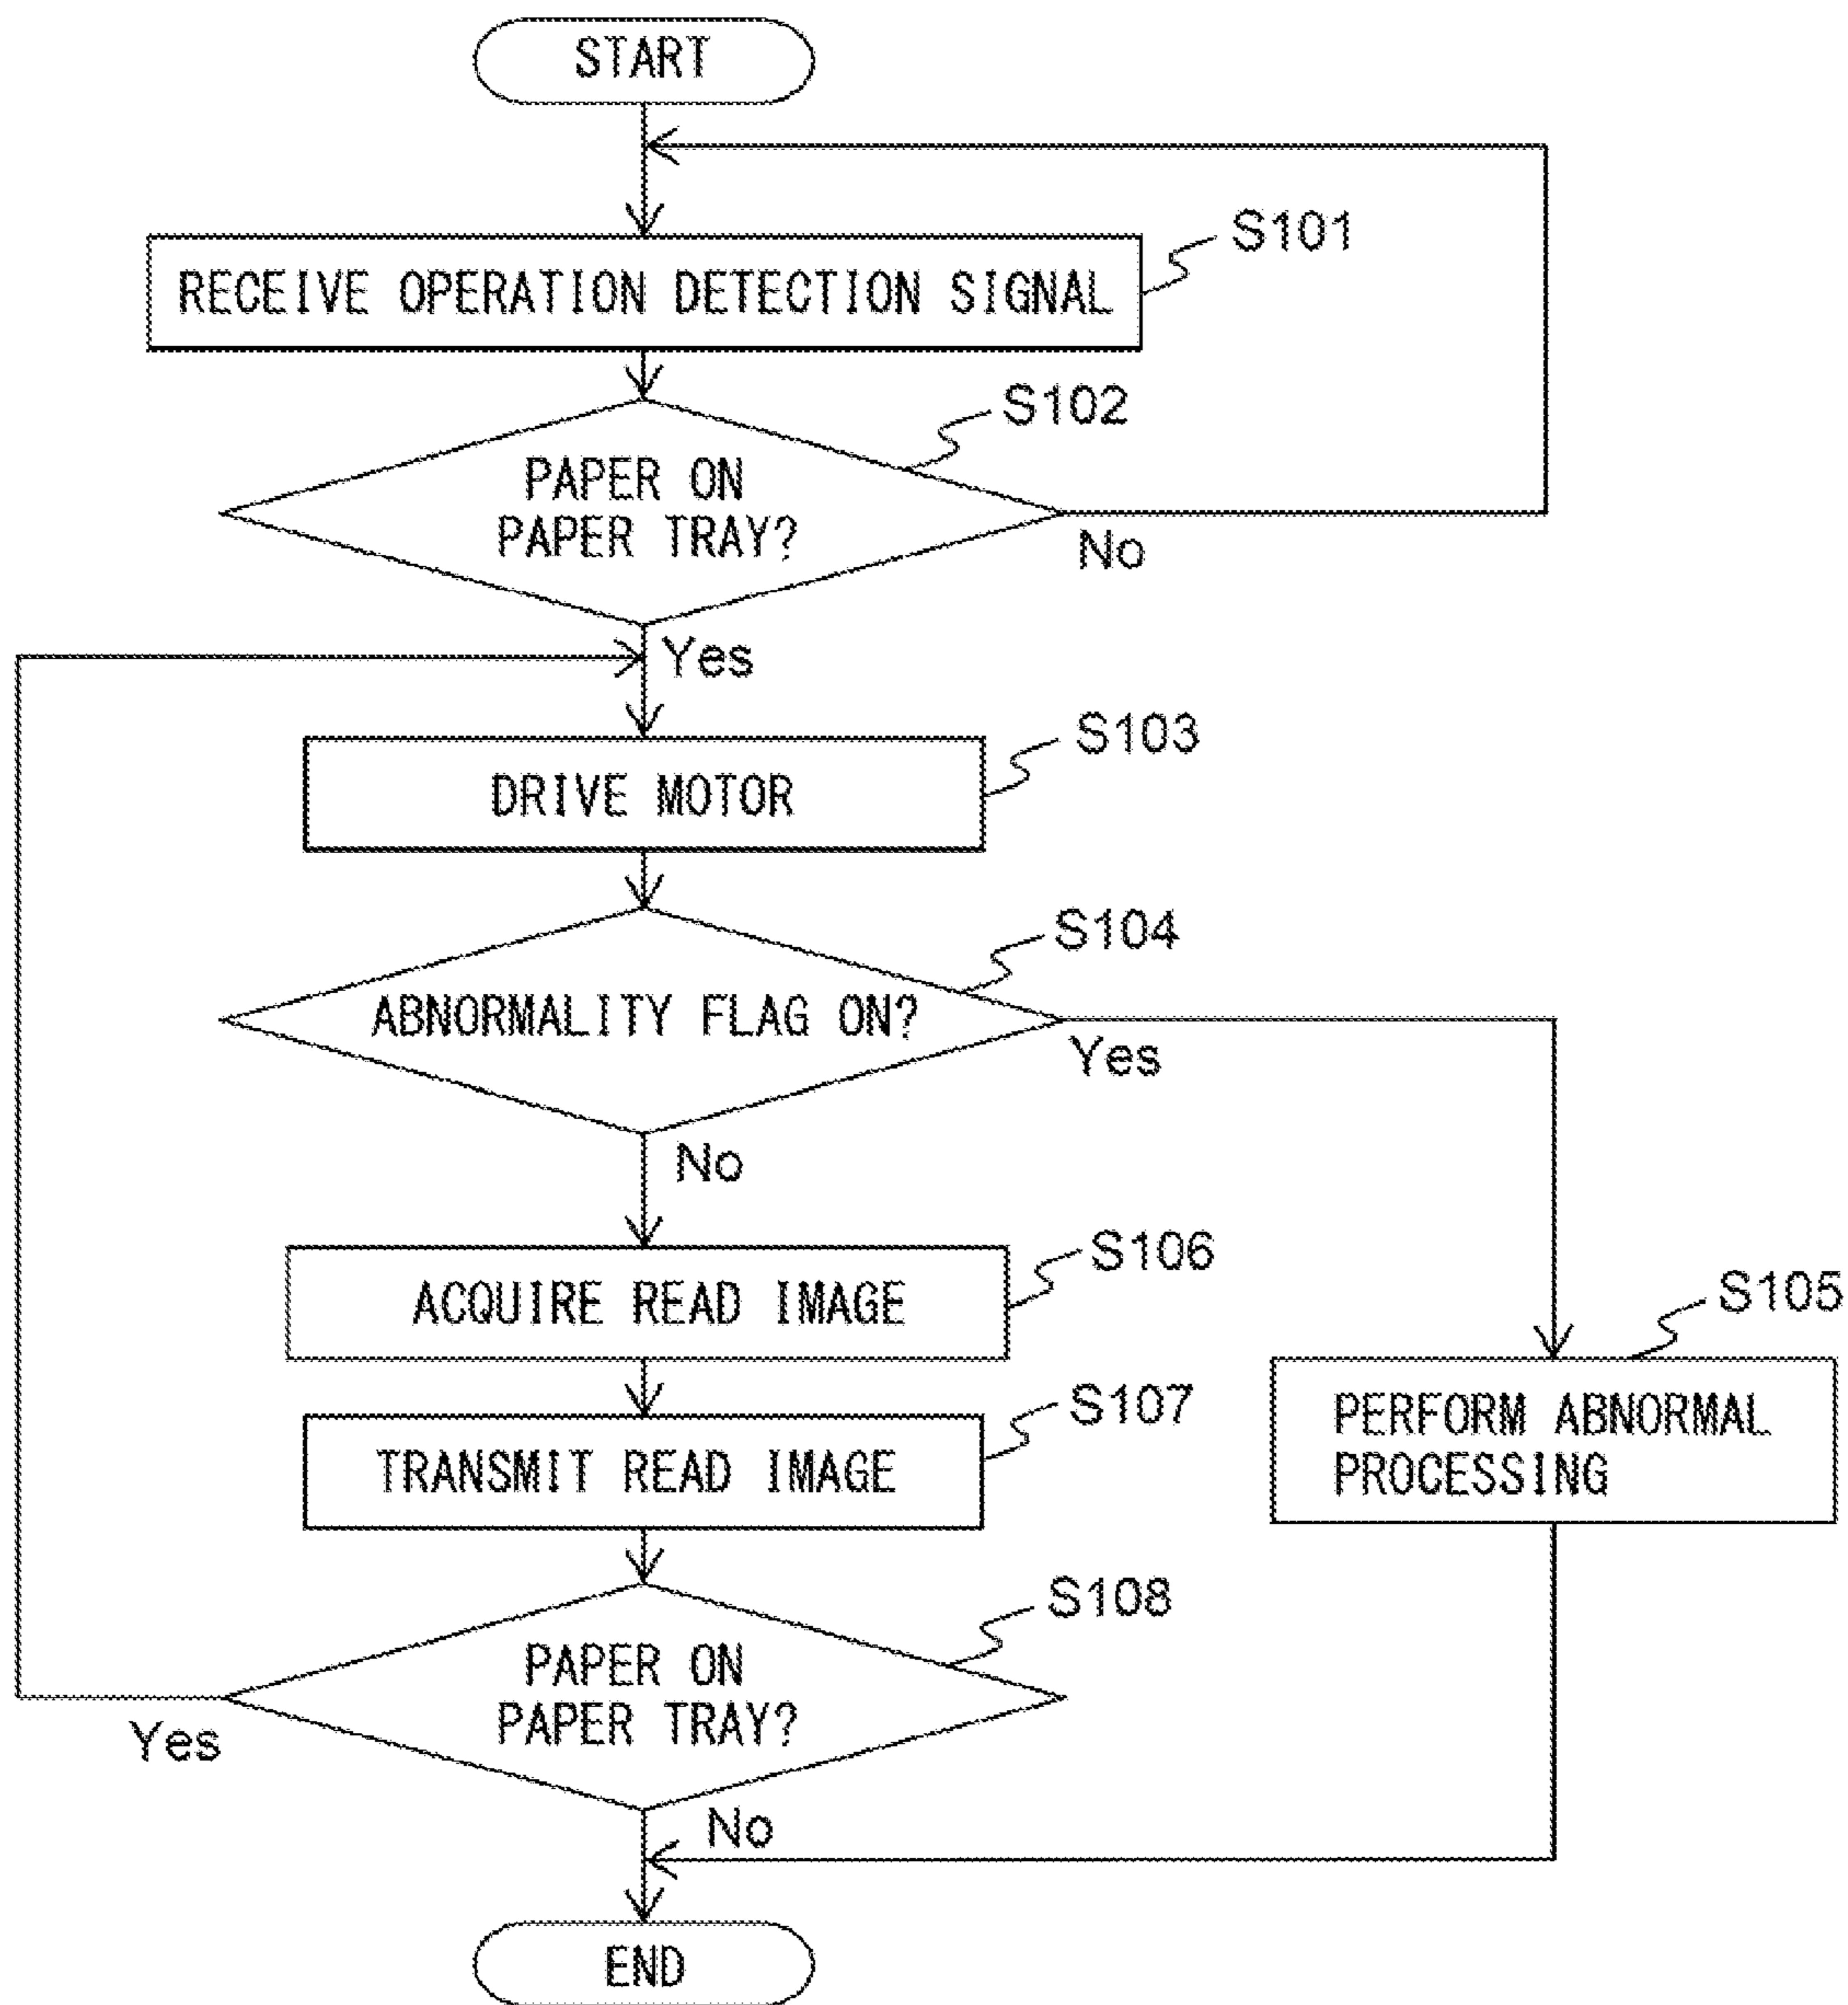 START
S101
RECEIVE OPERATION DETECTION SIGNAL
S102
PAPER ON
PAPER TRAY?
No
Yes
S103
DRIVE MOTOR
S104
ABNORMALITY FLAG ON?
Yes
No
S106
ACQUIRE READ IMAGE
S105
PERFORM ABNORMAL
PROCESSING
S107
TRANSMIT READ IMAGE
S108
PAPER ON
PAPER TRAY?
Yes
No
END